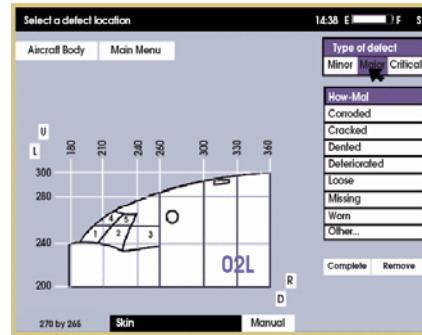 Select a defect location 14:38 E F S
Aircraft Body Main Menu
Type of defect
Minor Major Critical
How-Mal
Corroded
Cracked
Dented
Deteriorated
Loose
Missing
Worn
Other...
Complete Remove
U
L
180 210 240 260 300 330 360
300
280
240
200
4 5
1 2 3
02L
R
D
270 by 265 Skin Manual